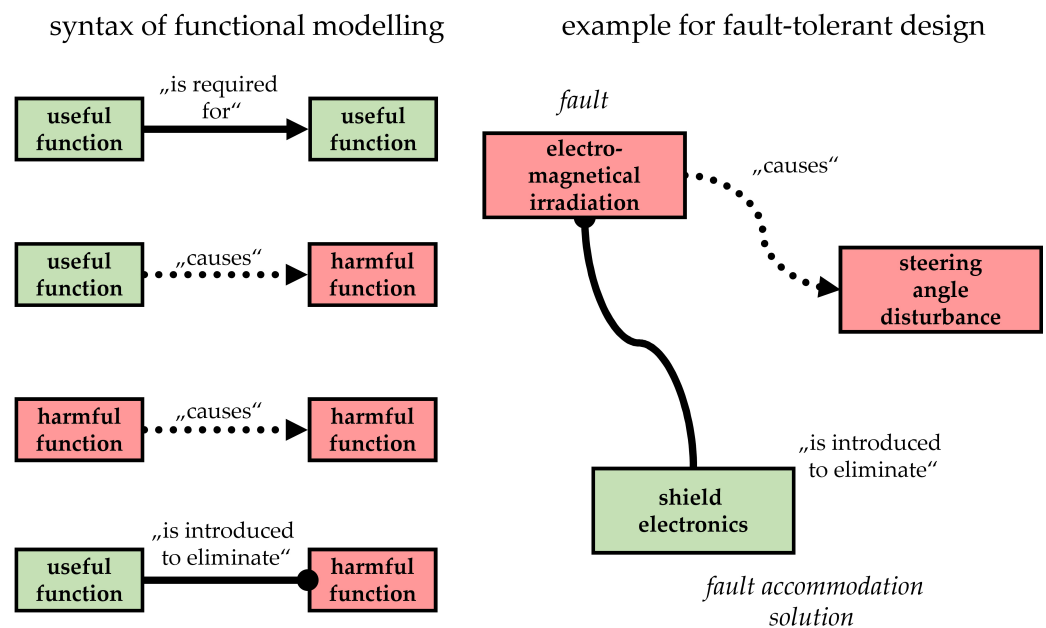 syntax of functional modelling
„is required
for“
useful
function
useful
function
useful
function
„causes“
harmful
function
harmful
function
„causes“
harmful
function
„is introduced
to eliminate“
useful
function
harmful
function
example for fault-tolerant design
fault
electro-
magnetical
irradiation
„causes“
steering
angle
disturbance
„is introduced
to eliminate“
shield
electronics
fault accommodation
solution